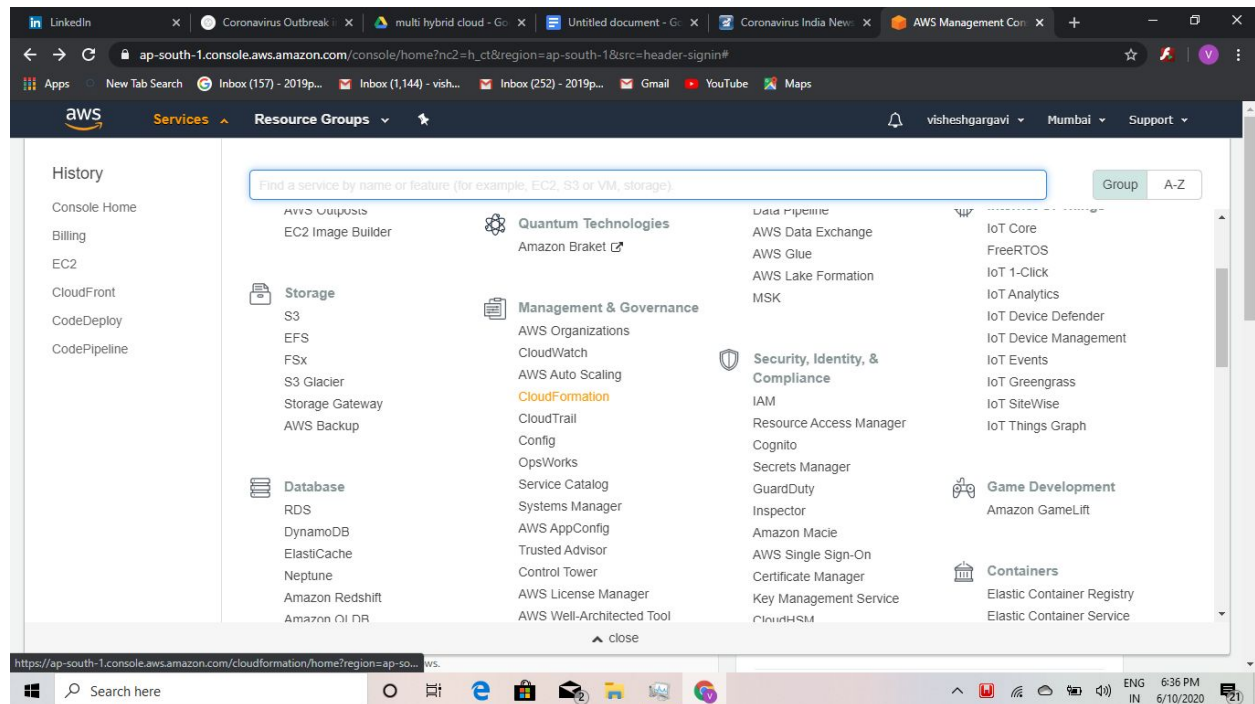 LinkedIn
Coronavirus Outbreak i
multi hybrid cloud - Go
Untitled document - Go
Coronavirus India News
AWS Management Con
ap-south-1.console.aws.amazon.com/console/home?nc2=h_ct&region=ap-south-1&src=header-signin#
V
Apps
New Tab Search
Inbox (157) - 2019p...
Inbox (1,144) - vish...
Inbox (252) - 2019p...
Gmail
YouTube
Maps
aws
Services
Resource Groups
visheshgargavi
Mumbai
Support
History
Console Home
Billing
EC2
CloudFront
CodeDeploy
CodePipeline
Find a service by name or feature (for example, EC2, S3 or VM, storage).
Group
A-Z
AWS Outposts
EC2 Image Builder
Storage
S3
EFS
FSx
S3 Glacier
Storage Gateway
AWS Backup
Database
RDS
DynamoDB
ElastiCache
Neptune
Amazon Redshift
Amazon QLDB
Quantum Technologies
Amazon Braket
Management & Governance
AWS Organizations
CloudWatch
AWS Auto Scaling
CloudFormation
CloudTrail
Config
OpsWorks
Service Catalog
Systems Manager
AWS AppConfig
Trusted Advisor
Control Tower
AWS License Manager
AWS Well-Architected Tool
Data Pipeline
AWS Data Exchange
AWS Glue
AWS Lake Formation
MSK
Security, Identity, &
Compliance
IAM
Resource Access Manager
Cognito
Secrets Manager
GuardDuty
Inspector
Amazon Macie
AWS Single Sign-On
Certificate Manager
Key Management Service
CloudHSM
IoT Core
FreeRTOS
IoT 1-Click
IoT Analytics
IoT Device Defender
IoT Device Management
IoT Events
IoT Greengrass
IoT SiteWise
IoT Things Graph
Game Development
Amazon GameLift
Containers
Elastic Container Registry
Elastic Container Service
close
https://ap-south-1.console.aws.amazon.com/cloudformation/home?region=ap-so...
ws.
Search here
2
ENG
IN
6:36 PM
6/10/2020
21